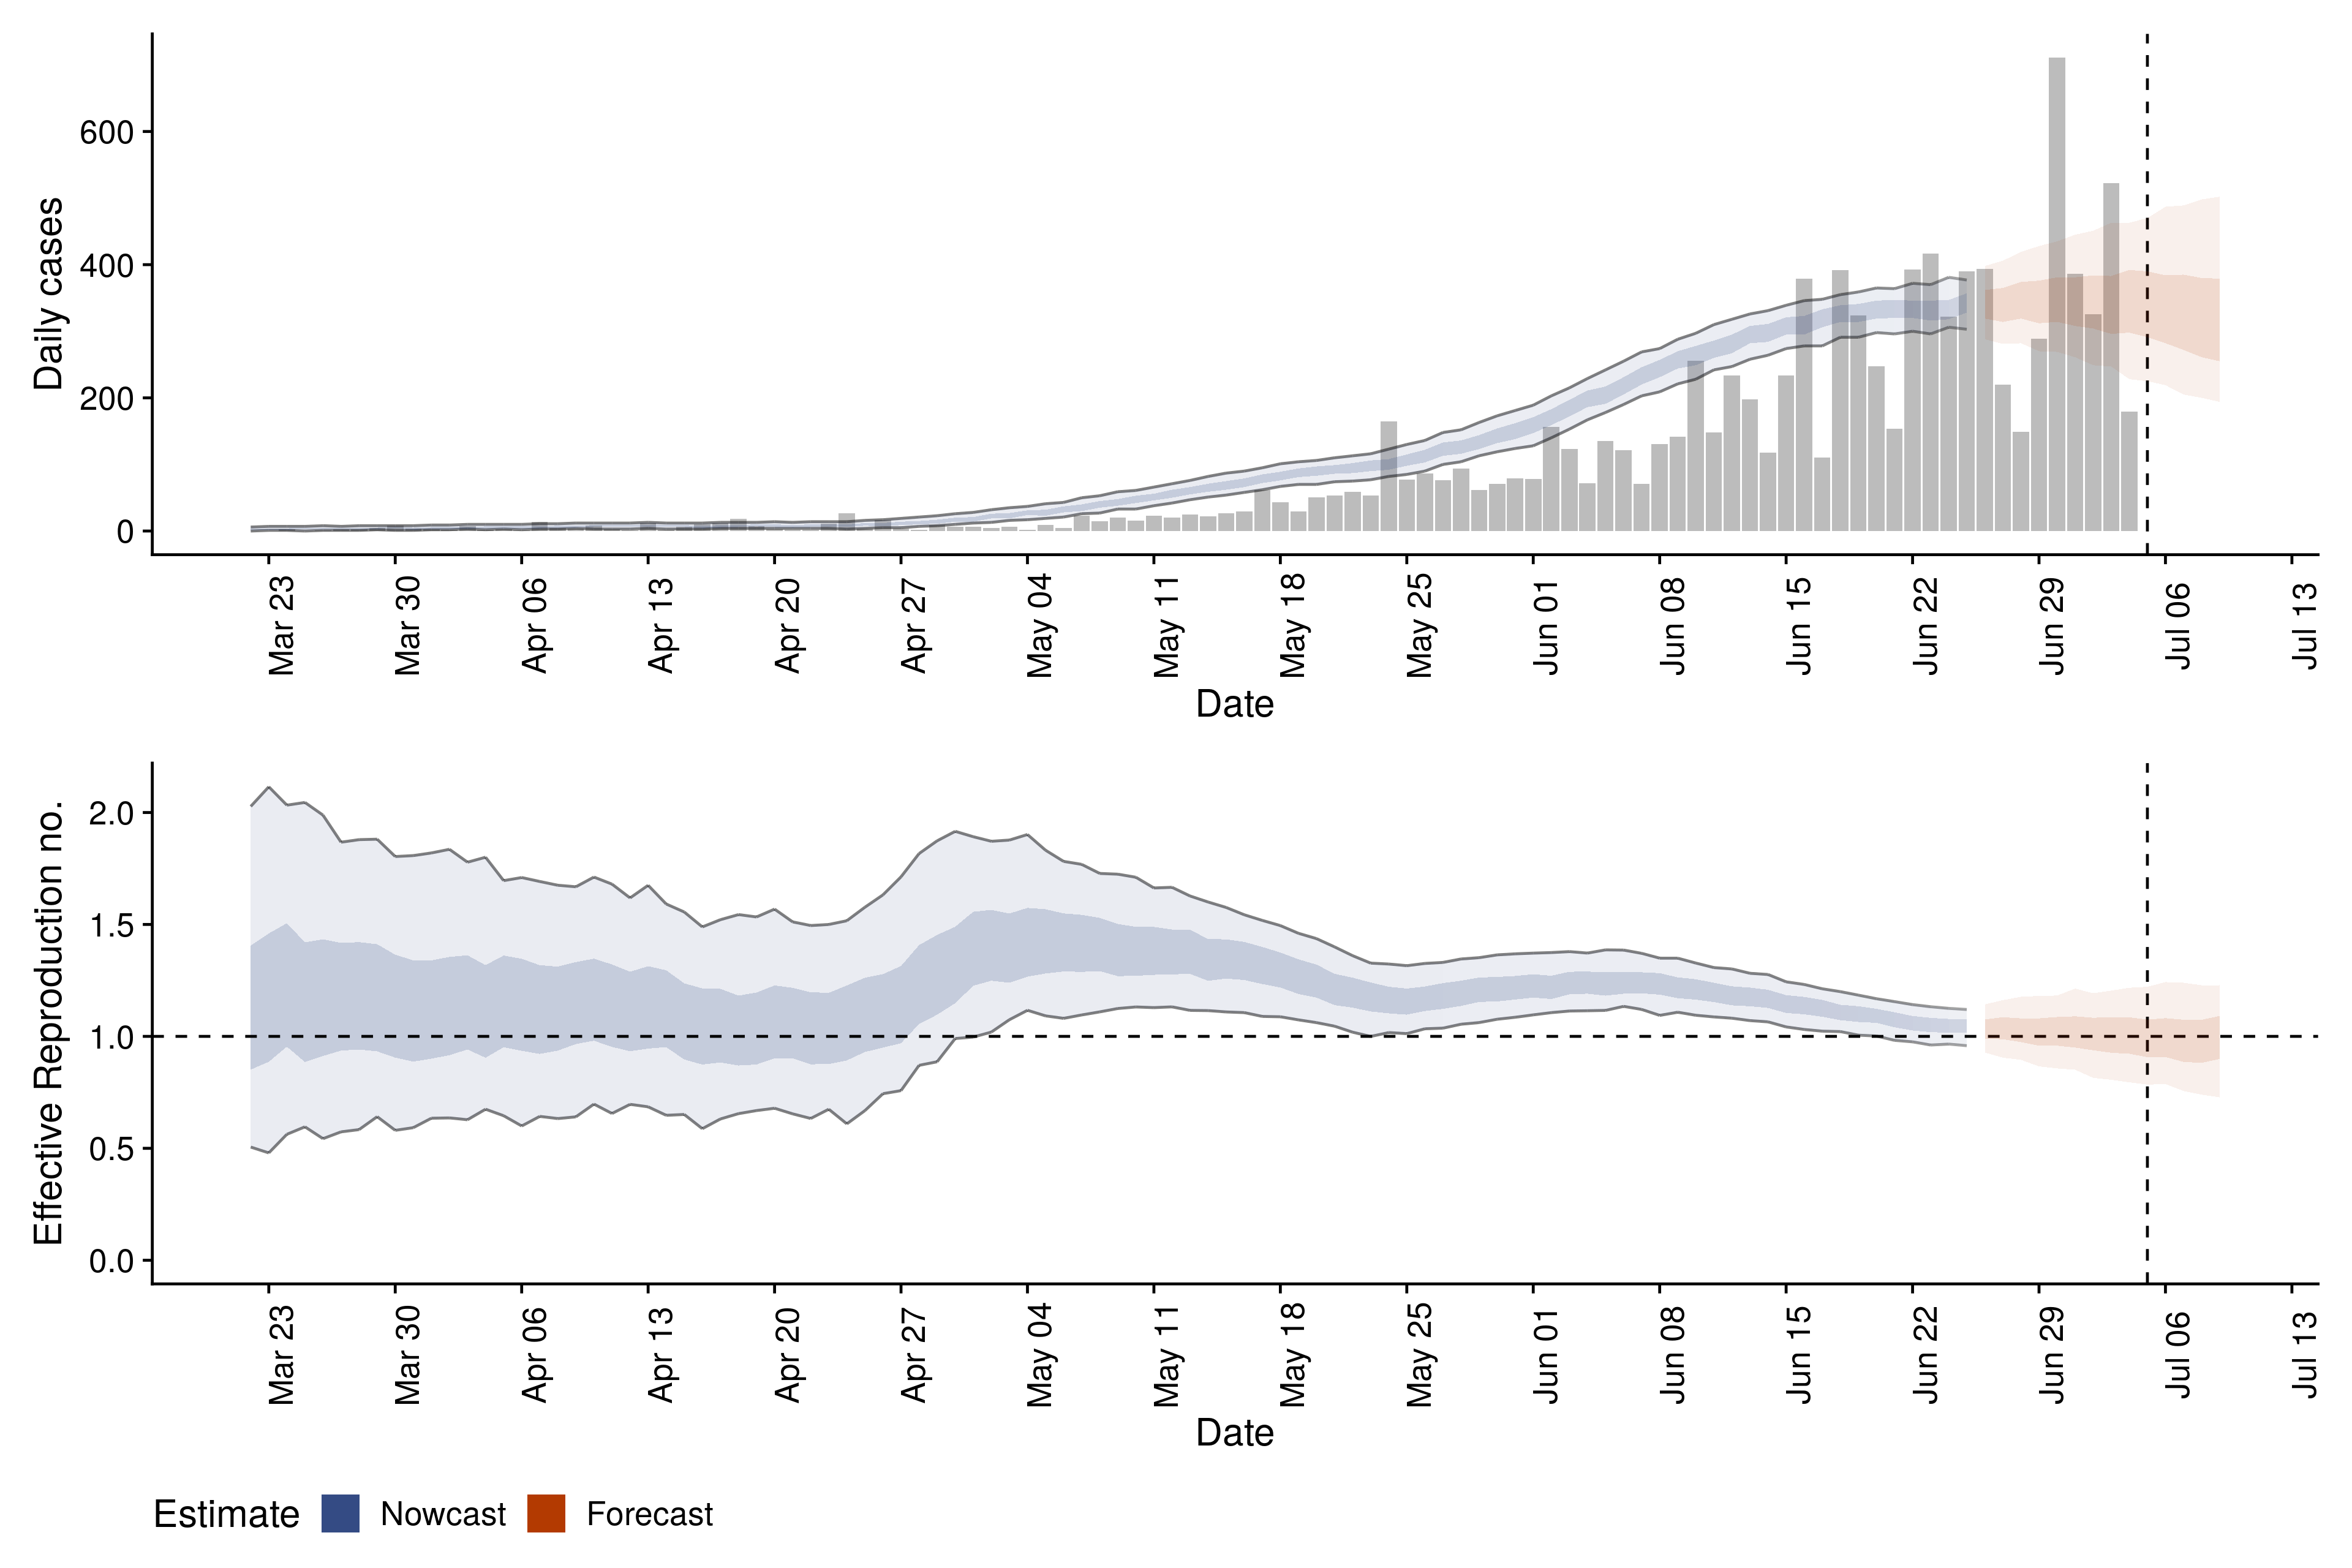 Daily cases
600
400
200
0
Mar 23
Mar 30
Apr 06
Apr 13
Apr 20
Apr 27
May 04
May 11
May 18
May 25
Jun 01
Jun 08
Jun 15
Jun 22
Jun 29
Jul 06
Jul 13
Date
Effective Reproduction no.
2.0
1.5
1.0
0.5
0.0
Mar 23
Mar 30
Apr 06
Apr 13
Apr 20
Apr 27
May 04
May 11
May 18
May 25
Jun 01
Jun 08
Jun 15
Jun 22
Jun 29
Jul 06
Jul 13
Date
Estimate Nowcast Forecast